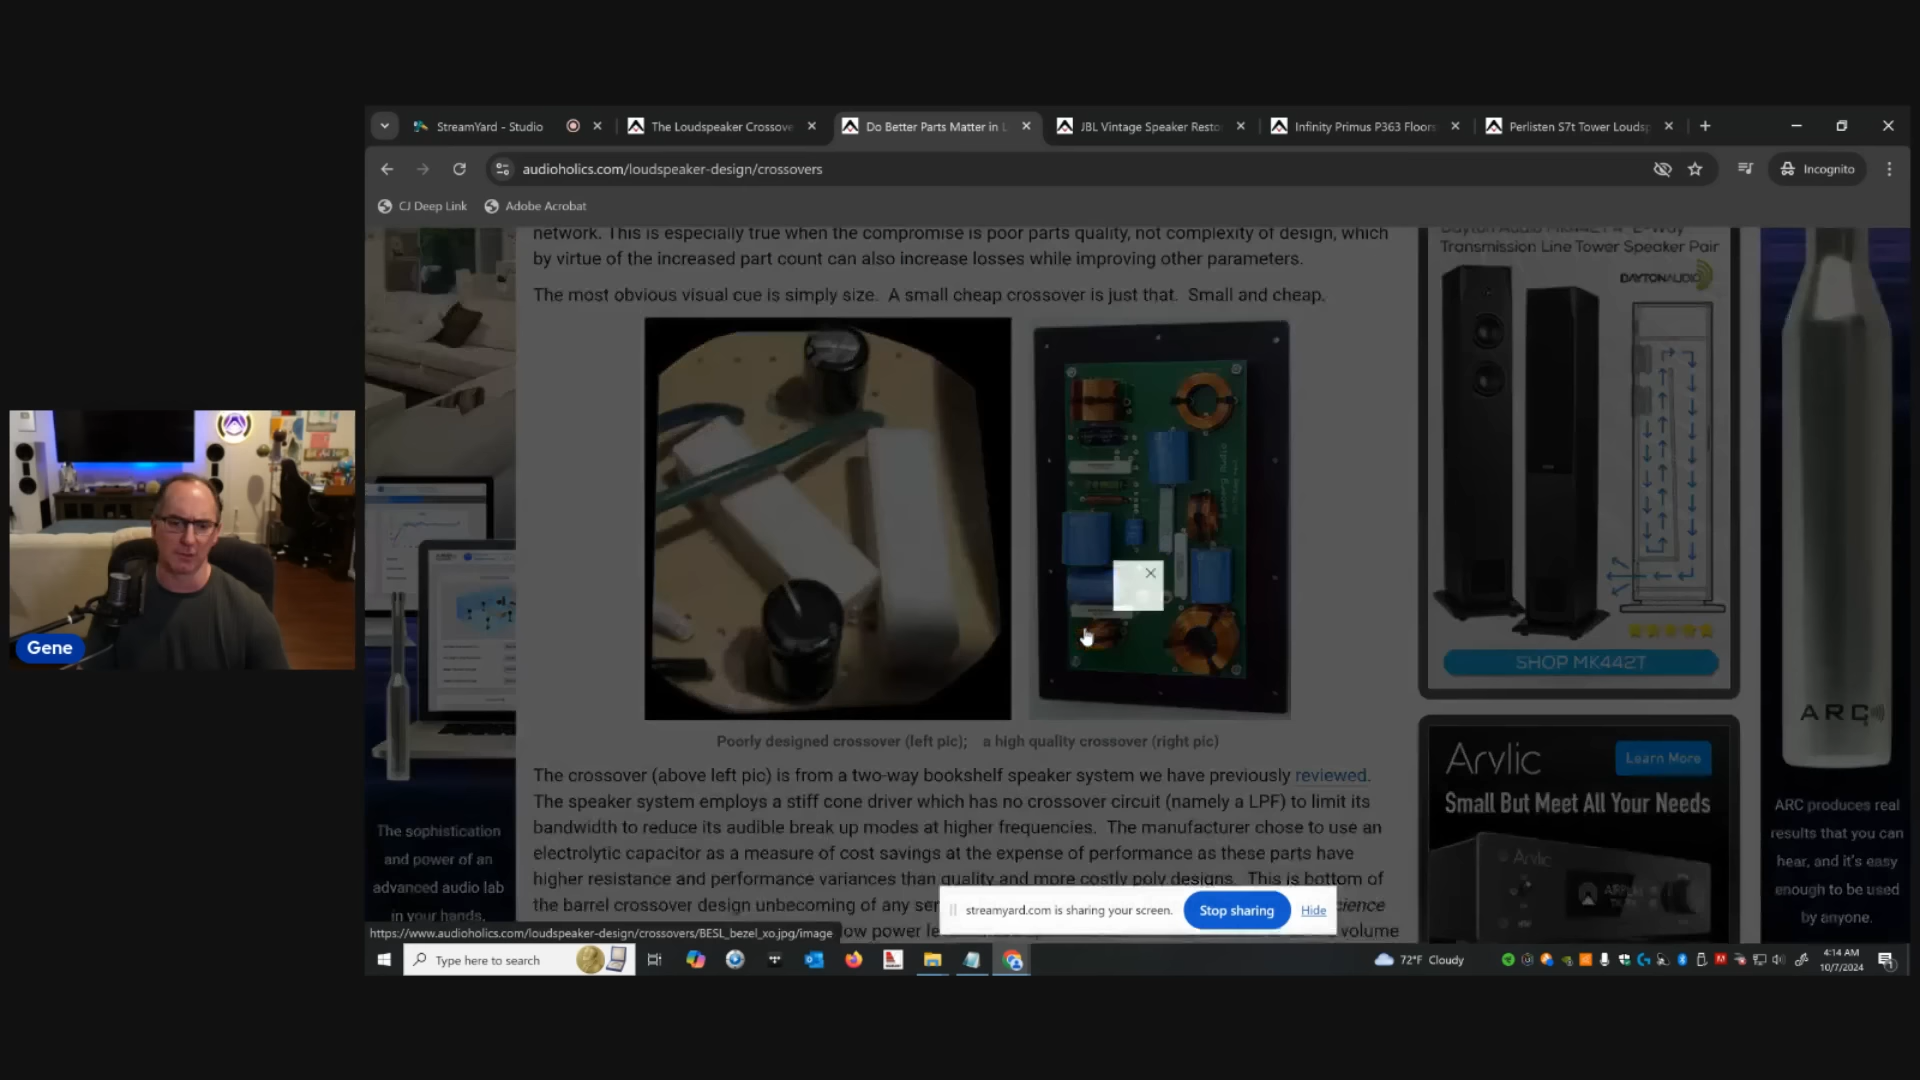 StreamYard - Studio
The Loudspeaker Crossove
Do Better Parts Matter in L
JBL Vintage Speaker Resto
Infinity Primus P363 Floors
Perlisten S7t Tower Loudsp
audioholics.com/loudspeaker-design/crossovers
Incognito
CJ Deep Link
Adobe Acrobat
network. This is especially true when the compromise is poor parts quality, not complexity of design, which
by virtue of the increased part count can also increase losses while improving other parameters.
The most obvious visual cue is simply size. A small cheap crossover is just that. Small and cheap.
Poorly designed crossover (left pic); a high quality crossover (right pic)
The crossover (above left pic) is from a two-way bookshelf speaker system we have previously reviewed.
The speaker system employs a stiff cone driver which has no crossover circuit (namely a LPF) to limit its
bandwidth to reduce its audible break up modes at higher frequencies. The manufacturer chose to use an
electrolytic capacitor as a measure of cost savings at the expense of performance as these parts have
higher resistance and performance variances than quality and more costly poly designs. This is bottom of
the barrel crossover design unbecoming of any ser
cience
low power le
volume
Transmission Line Tower Speaker Pair
DAYTONAUDIO
SHOP MK442T
Arylic
Learn More
Small But Meet All Your Needs
Arylic
ARC
ARC produces real
results that you can
hear, and it's easy
enough to be used
by anyone.
The sophistication
and power of an
advanced audio lab
in your hands.
Gene
streamyard.com is sharing your screen.
Stop sharing
Hide
https://www.audioholics.com/loudspeaker-design/crossovers/BESL_bezel_xo.jpg/image
Type here to search
72°F Cloudy
4:14 AM
10/7/2024